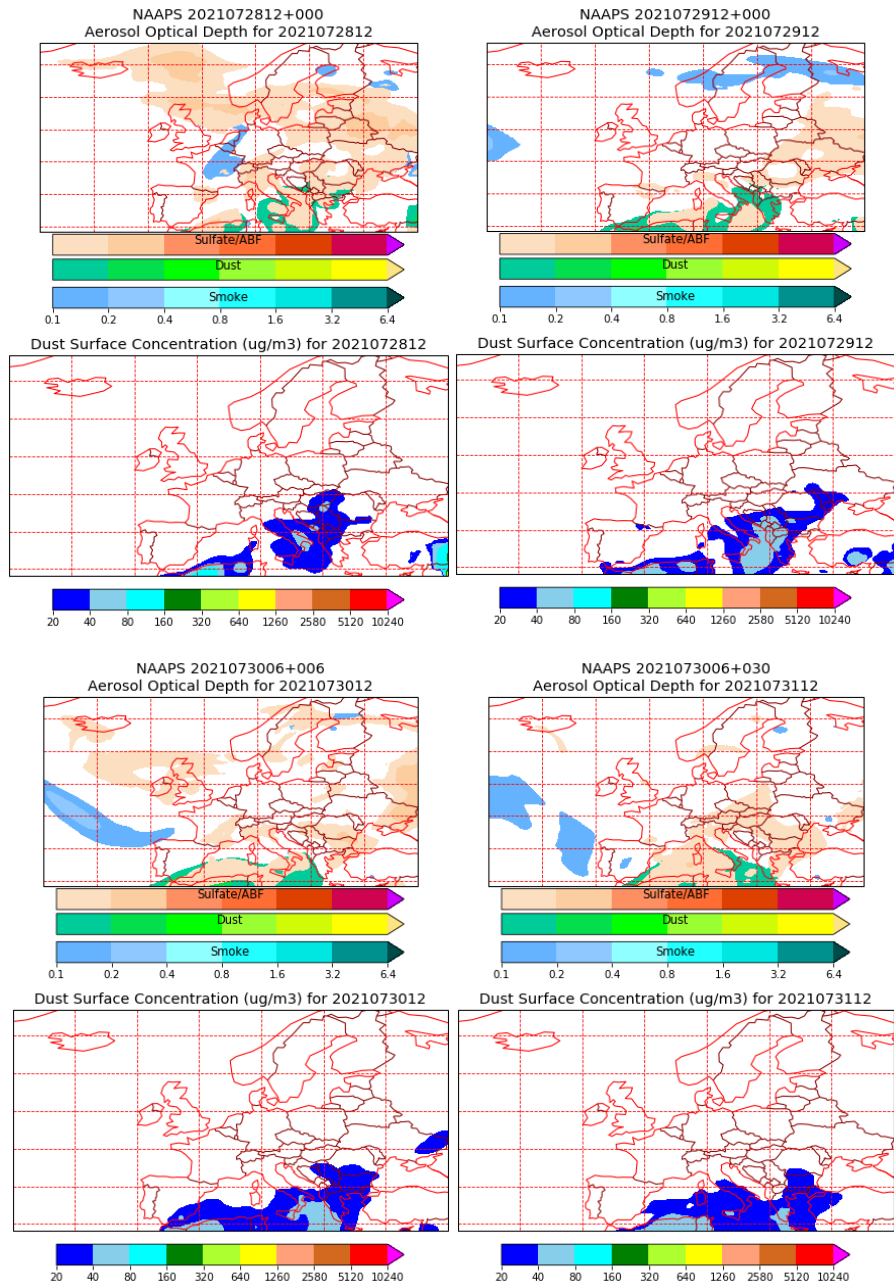 NAAPS 2021072812+000
Aerosol Optical Depth for 2021072812
Sulfate/ABF
Dust
Smoke
0.1 0.2 0.4 0.8 1.6 3.2 6.4
Dust Surface Concentration (ug/m3) for 2021072812
20 40 80 160 320 640 1260 2580 5120 10240
NAAPS 2021072912+000
Aerosol Optical Depth for 2021072912
Sulfate/ABF
Dust
Smoke
0.1 0.2 0.4 0.8 1.6 3.2 6.4
Dust Surface Concentration (ug/m3) for 2021072912
20 40 80 160 320 640 1260 2580 5120 10240
NAAPS 2021073006+006
Aerosol Optical Depth for 2021073012
Sulfate/ABF
Dust
Smoke
0.1 0.2 0.4 0.8 1.6 3.2 6.4
Dust Surface Concentration (ug/m3) for 2021073012
20 40 80 160 320 640 1260 2580 5120 10240
NAAPS 2021073006+030
Aerosol Optical Depth for 2021073112
Sulfate/ABF
Dust
Smoke
0.1 0.2 0.4 0.8 1.6 3.2 6.4
Dust Surface Concentration (ug/m3) for 2021073112
20 40 80 160 320 640 1260 2580 5120 10240